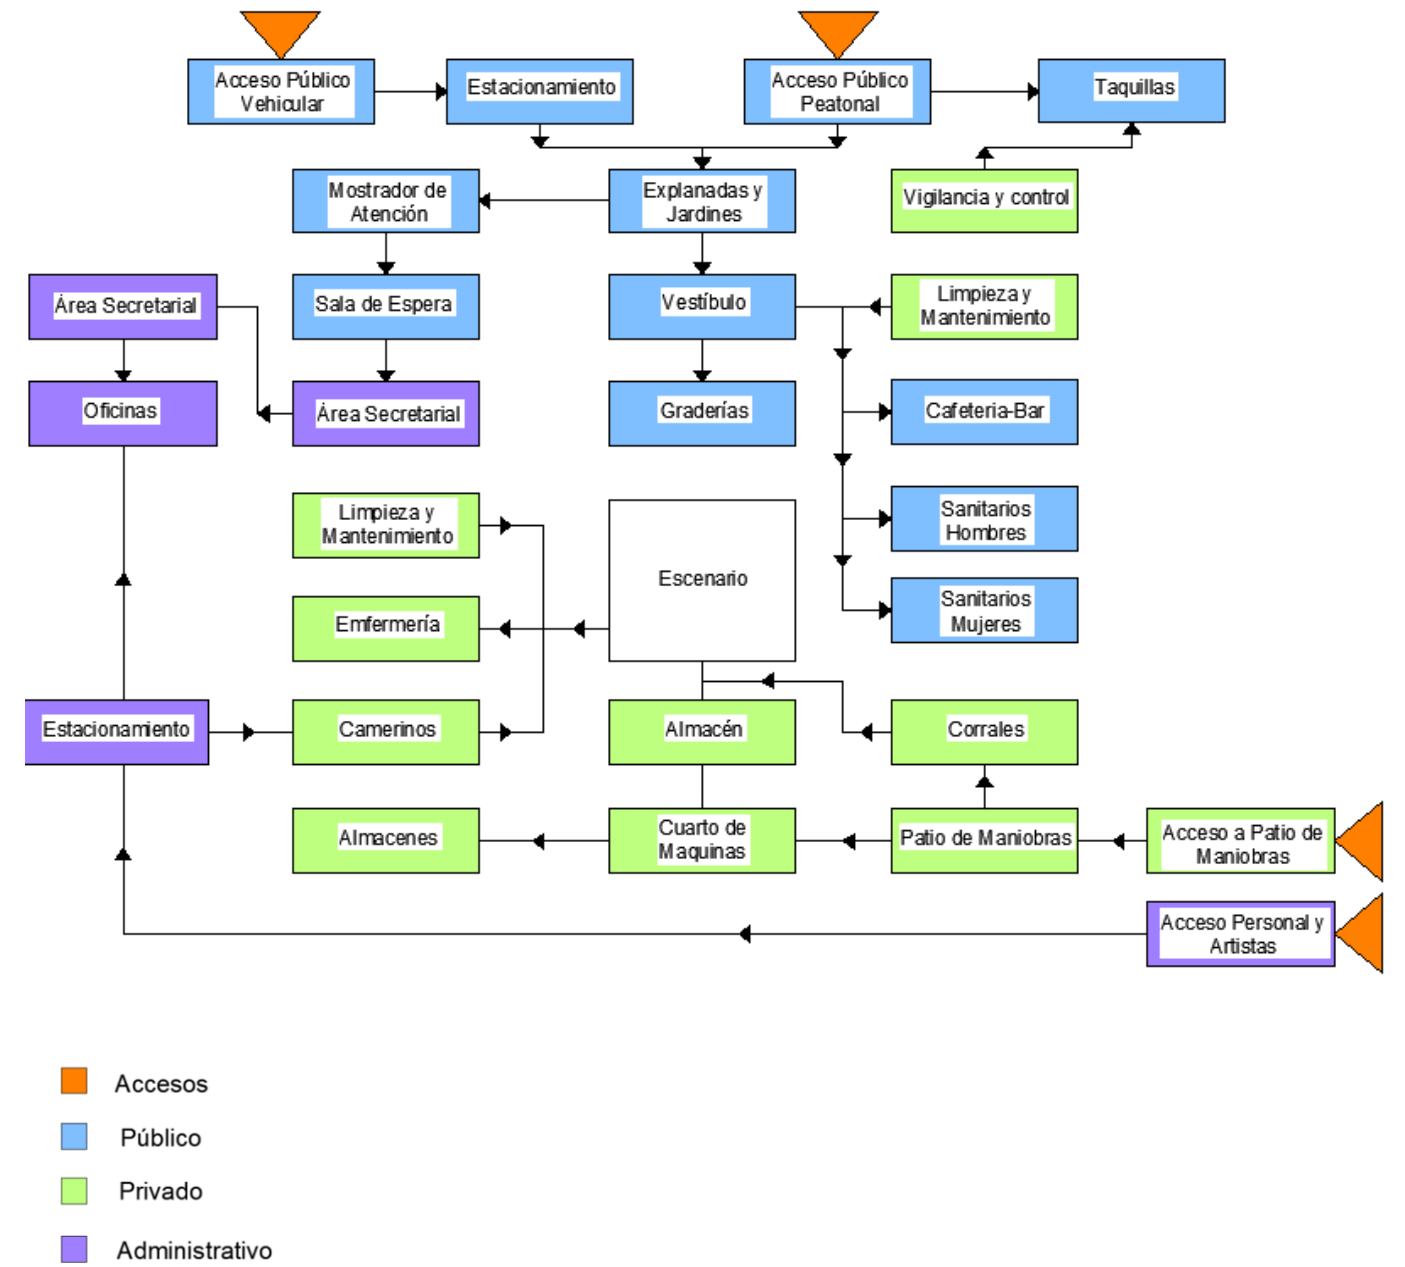 Acceso Público
Vehicular
Estacionamiento
Acceso Público
Peatonal
Taquillas
Mostrador de
Atención
Explanadas y
Jardines
Vigilancia y control
Área Secretarial
Sala de Espera
Vestíbulo
Limpieza y
Mantenimiento
Oficinas
Área Secretarial
Graderías
Cafeteria-Bar
Limpieza y
Mantenimiento
Escenario
Sanitarios
Hombres
Emfermería
Sanitarios
Mujeres
Estacionamiento
Camerinos
Almacén
Corrales
Almacenes
Cuarto de
Maquinas
Patio de Maniobras
Acceso a Patio de
Maniobras
Acceso Personal y
Artistas
Accesos
Público
Privado
Administrativo